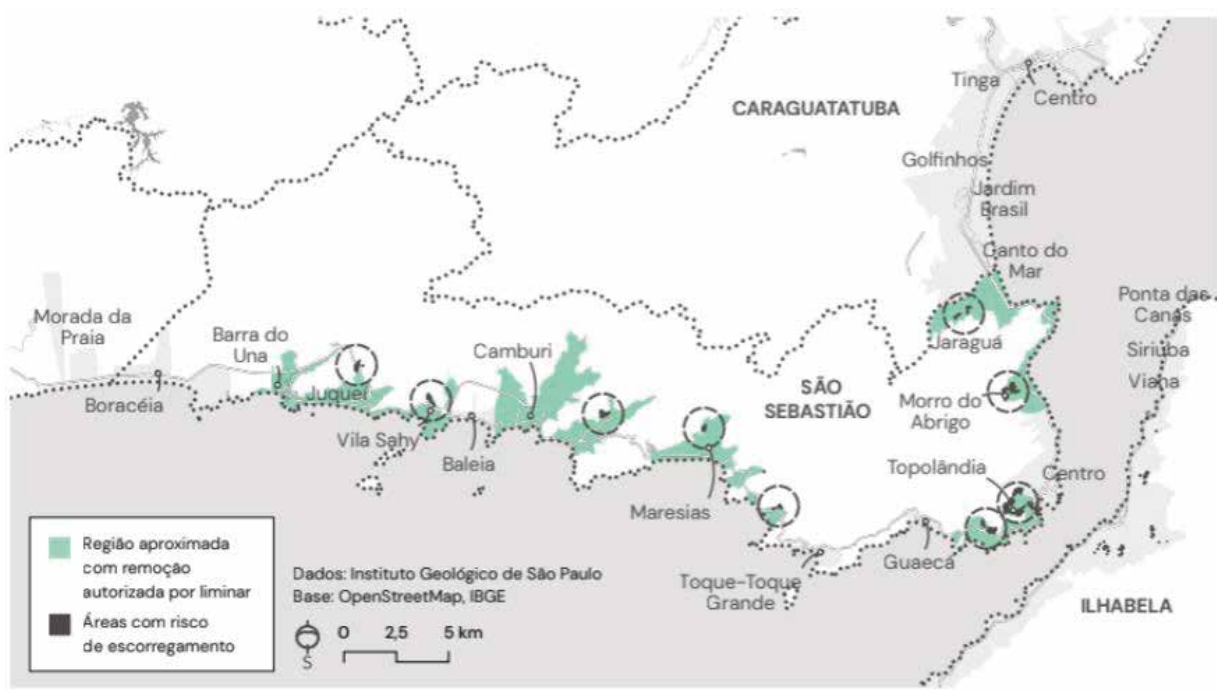 Tinga
Centro
CARAGUATATUBA
Golfinhos
Jardim
Brasil
Canto do
Mar
Ponta das
Canas
Siriúba
Viana
Morada da
Praia
Barra do
Una
Camburi
Jaraguá
Boracéia
Juquei
SÃO
SEBASTIÃO
Morro do
Abrigo
Vila Sahy
Baleia
Topolândia
Centro
Maresias
Guaecá
Toque-Toque
Grande
ILHABELA
Região aproximada
com remoção
autorizada por liminar
Áreas com risco
de escorregamento
Dados: Instituto Geológico de São Paulo
Base: OpenStreetMap, IBGE
S
0 2,5 5 km